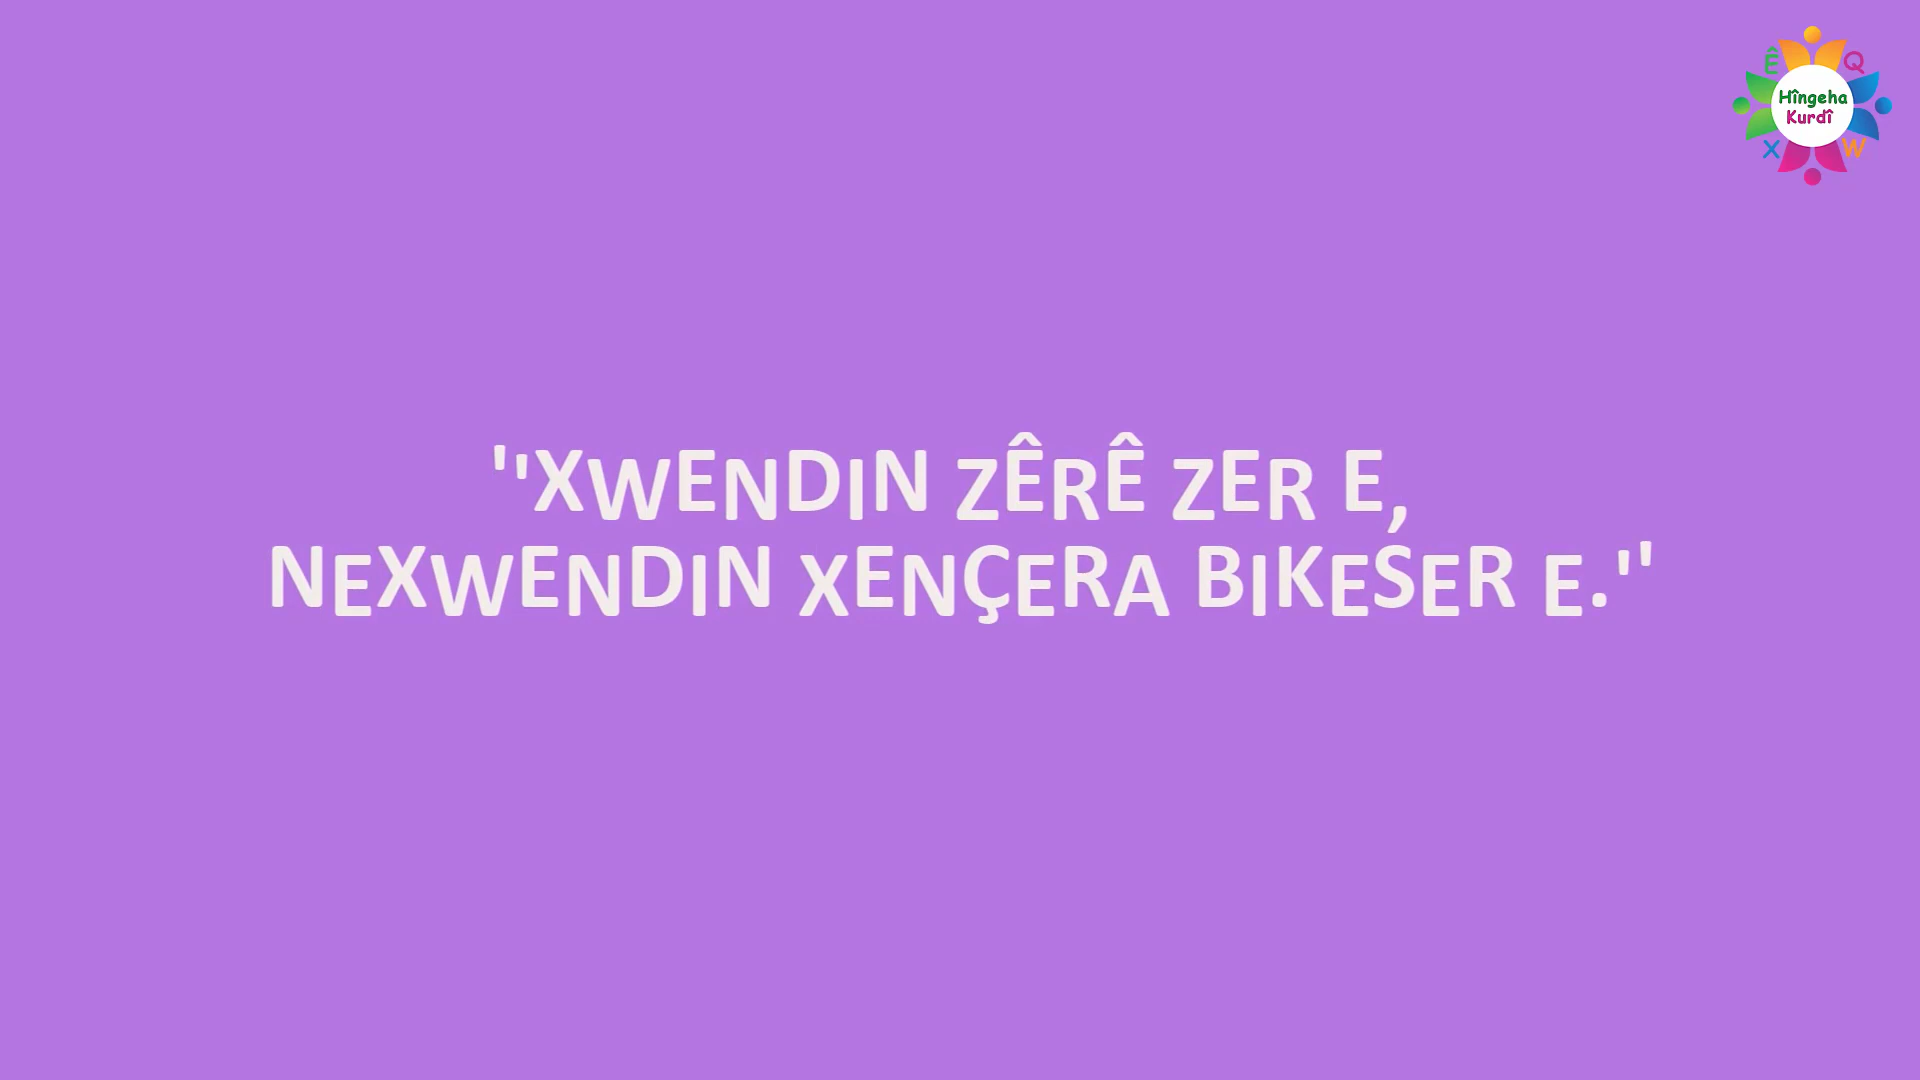 Ê Q
Hîngeha
Kurdî
X W
''XWENDIN ZÊRÊ ZER E,
NEXWENDIN XENÇERA BIKESER E.''